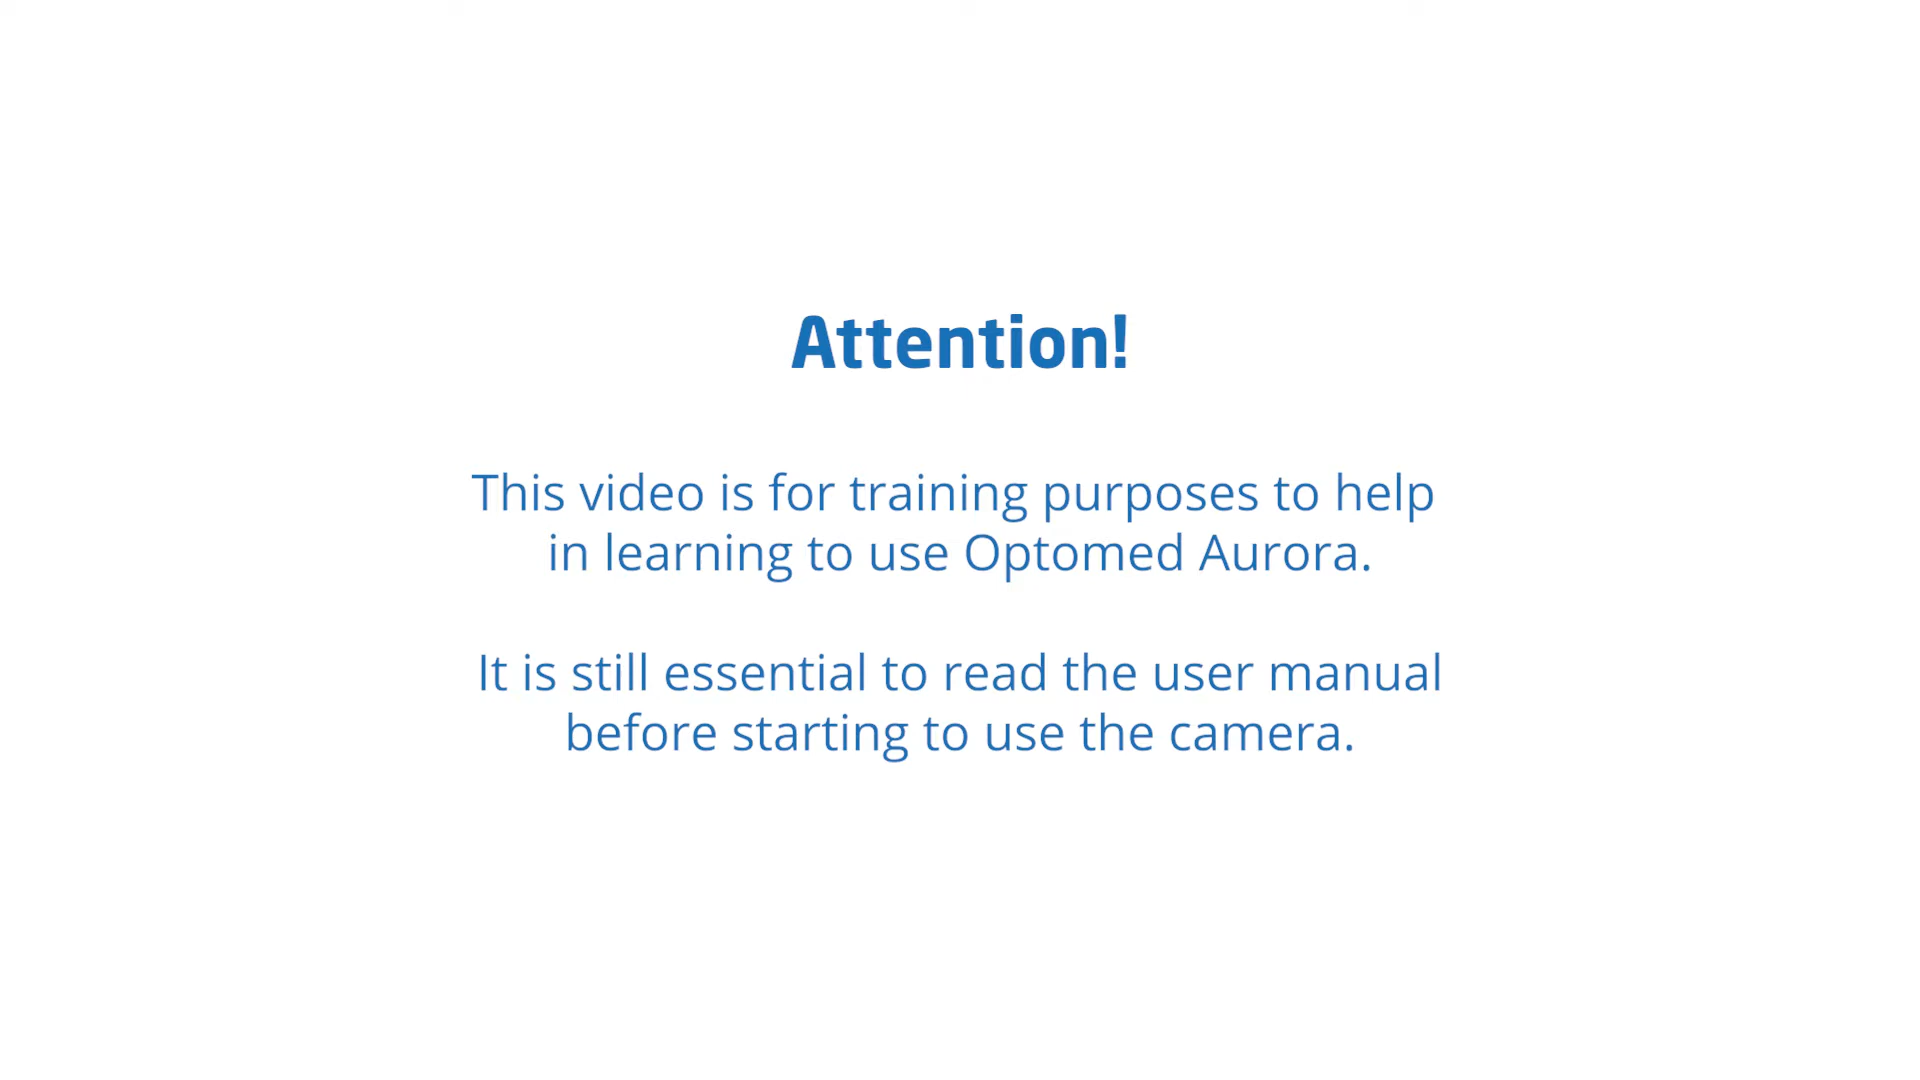 Attention!
This video is for training purposes to help
in learning to use Optomed Aurora.
It is still essential to read the user manual
before starting to use the camera.